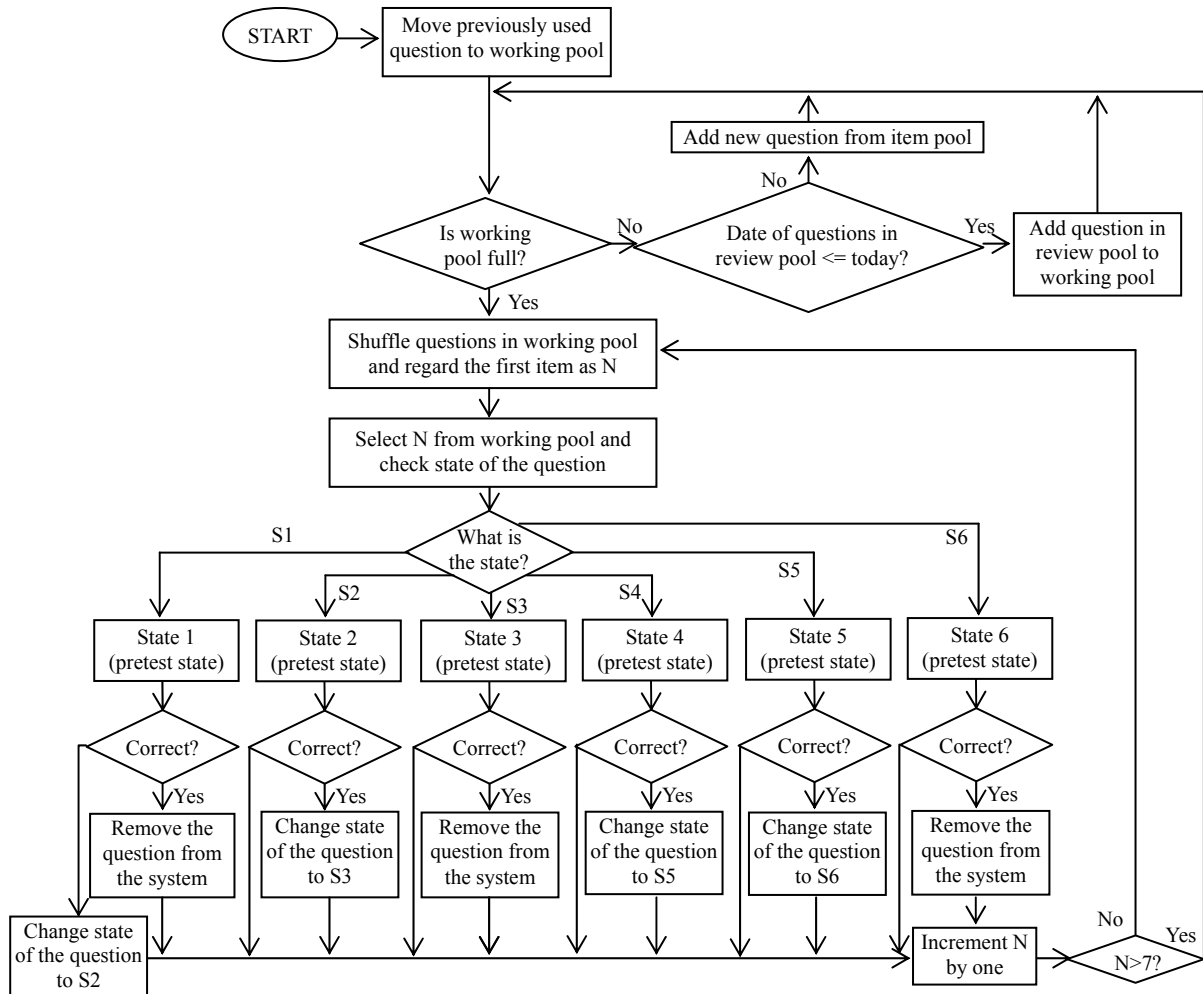 START
Move previously used
question to working pool
Add new question from item pool
No
Is working
pool full?
No
Date of questions in
review pool <= today?
Yes
Add question in
review pool to
working pool
Yes
Shuffle questions in working pool
and regard the first item as N
Select N from working pool and
check state of the question
What is
the state?
S1
S2
S3
S4
S5
S6
State 1
(pretest state)
State 2
(pretest state)
State 3
(pretest state)
State 4
(pretest state)
State 5
(pretest state)
State 6
(pretest state)
Correct?
Correct?
Correct?
Correct?
Correct?
Correct?
Yes
Yes
Yes
Yes
Yes
Yes
Remove the
question from
the system
Change state
of the question
to S3
Remove the
question from
the system
Change state
of the question
to S5
Change state
of the question
to S6
Remove the
question from
the system
Change state
of the question
to S2
Increment N
by one
No
Yes
N>7?